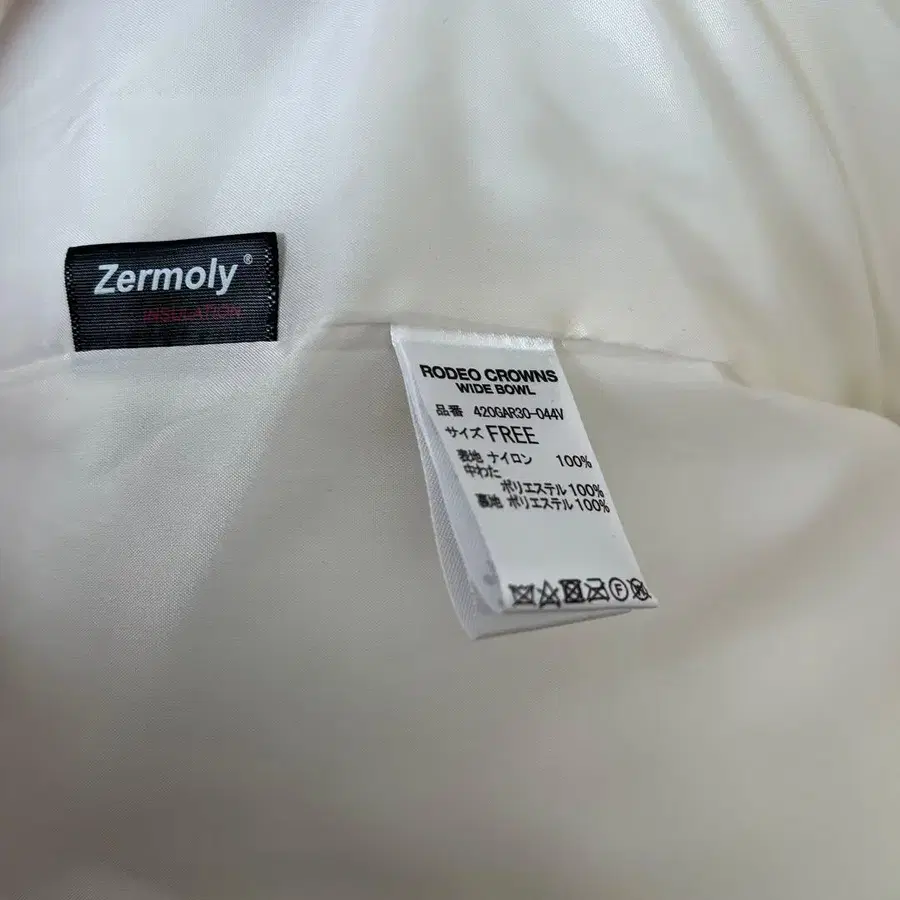 Zermoly®
INSULATION
RODEO CROWNS
WIDE BOWL
品番 420GAR30-044V
サイズ FREE
表地 ナイロン 100%
中わた
ポリエステル 100%
裏地 ポリエステル 100%
F